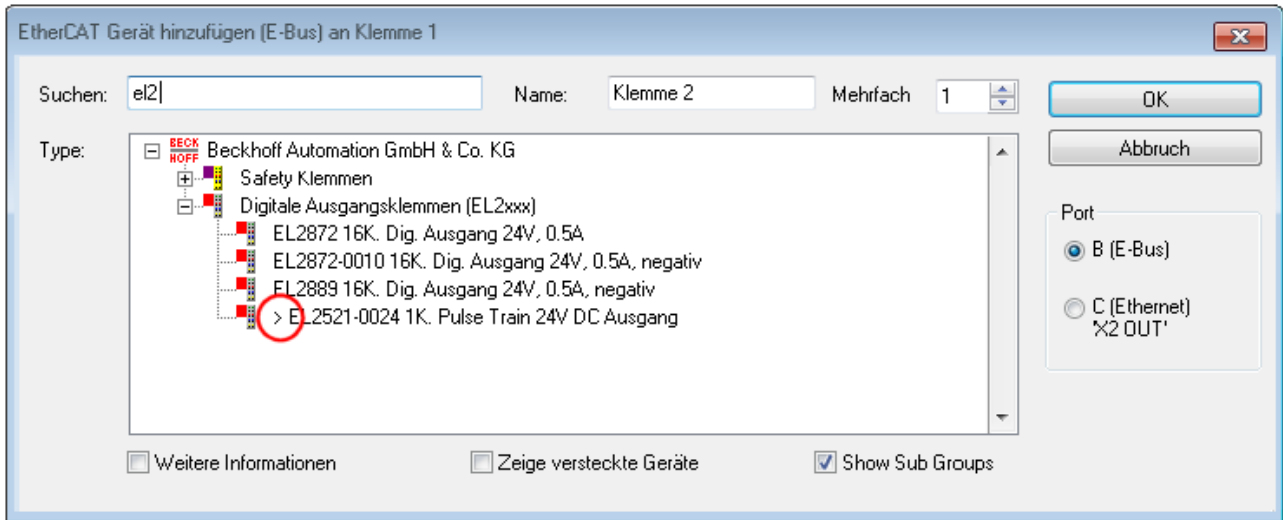 EtherCAT Gerät hinzufügen (E-Bus) an Klemme 1
Suchen: el2 Name: Klemme 2 Mehrfach 1 OK
Abbruch
Type: BECKHOFF Beckhoff Automation GmbH & Co. KG
Safety Klemmen
Digitale Ausgangsklemmen (EL2xxx)
EL2872 16K. Dig. Ausgang 24V, 0.5A
EL2872-0010 16K. Dig. Ausgang 24V, 0.5A, negativ
EL2889 16K. Dig. Ausgang 24V, 0.5A, negativ
> EL2521-0024 1K. Pulse Train 24V DC Ausgang
Port
B (E-Bus)
C (Ethernet)
'X2 OUT'
Weitere Informationen Zeige versteckte Geräte Show Sub Groups